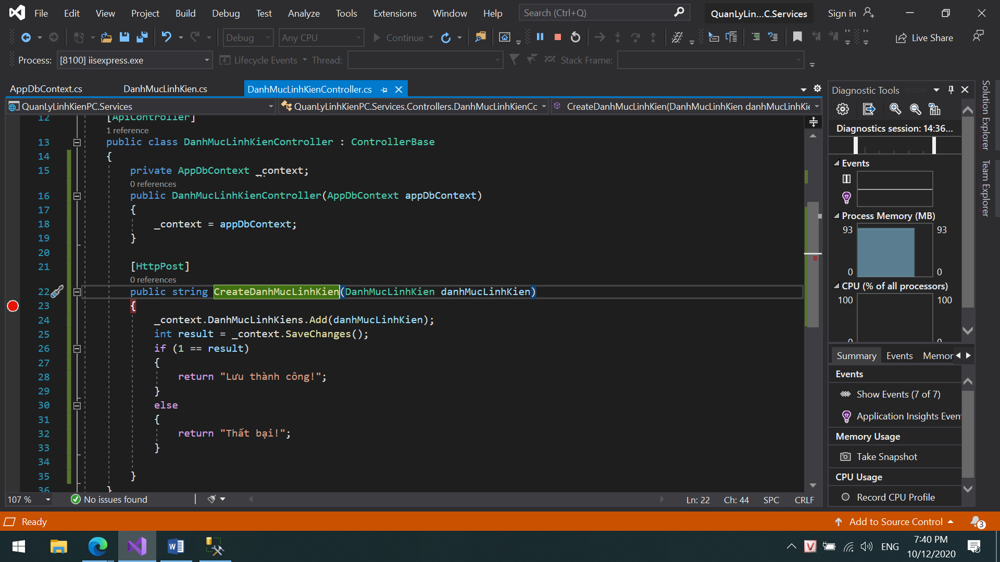 File Edit View Project Build Debug Test Analyze Tools Extensions Window Help Search (Ctrl+Q) QuanLyLin...C.Services Sign in
Debug Any CPU Continue Live Share
Process: [8100] iisexpress.exe Lifecycle Events Thread: Stack Frame:
AppDbContext.cs DanhMucLinhKien.cs DanhMucLinhKienController.cs
QuanLyLinhKienPC.Services QuanLyLinhKienPC.Services.Controllers.DanhMucLinhKienCo CreateDanhMucLinhKien(DanhMucLinhKien danhMucLinhKie
12 [ApiController]
1 reference
13 public class DanhMucLinhKienController : ControllerBase
14 {
15 private AppDbContext _context;
0 references
16 public DanhMucLinhKienController(AppDbContext appDbContext)
17 {
18 _context = appDbContext;
19 }
20
21 [HttpPost]
0 references
22 public string CreateDanhMucLinhKien(DanhMucLinhKien danhMucLinhKien)
23 {
24 _context.DanhMucLinhKiens.Add(danhMucLinhKien);
25 int result = _context.SaveChanges();
26 if (1 == result)
27 {
28 return "Lưu thành công!";
29 }
30 else
31 {
32 return "Thất bại!";
33 }
34
35 }
36 }
107 % No issues found Ln: 22 Ch: 44 SPC CRLF
Diagnostic Tools
Diagnostics session: 14:36...
Events
Process Memory (MB)
93 93
0 0
CPU (% of all processors)
100 100
0 0
Summary Events Memor
Events
Show Events (7 of 7)
Application Insights Even
Memory Usage
Take Snapshot
CPU Usage
Record CPU Profile
Solution Explorer
Team Explorer
Ready Add to Source Control 3
ENG 7:40 PM
10/12/2020